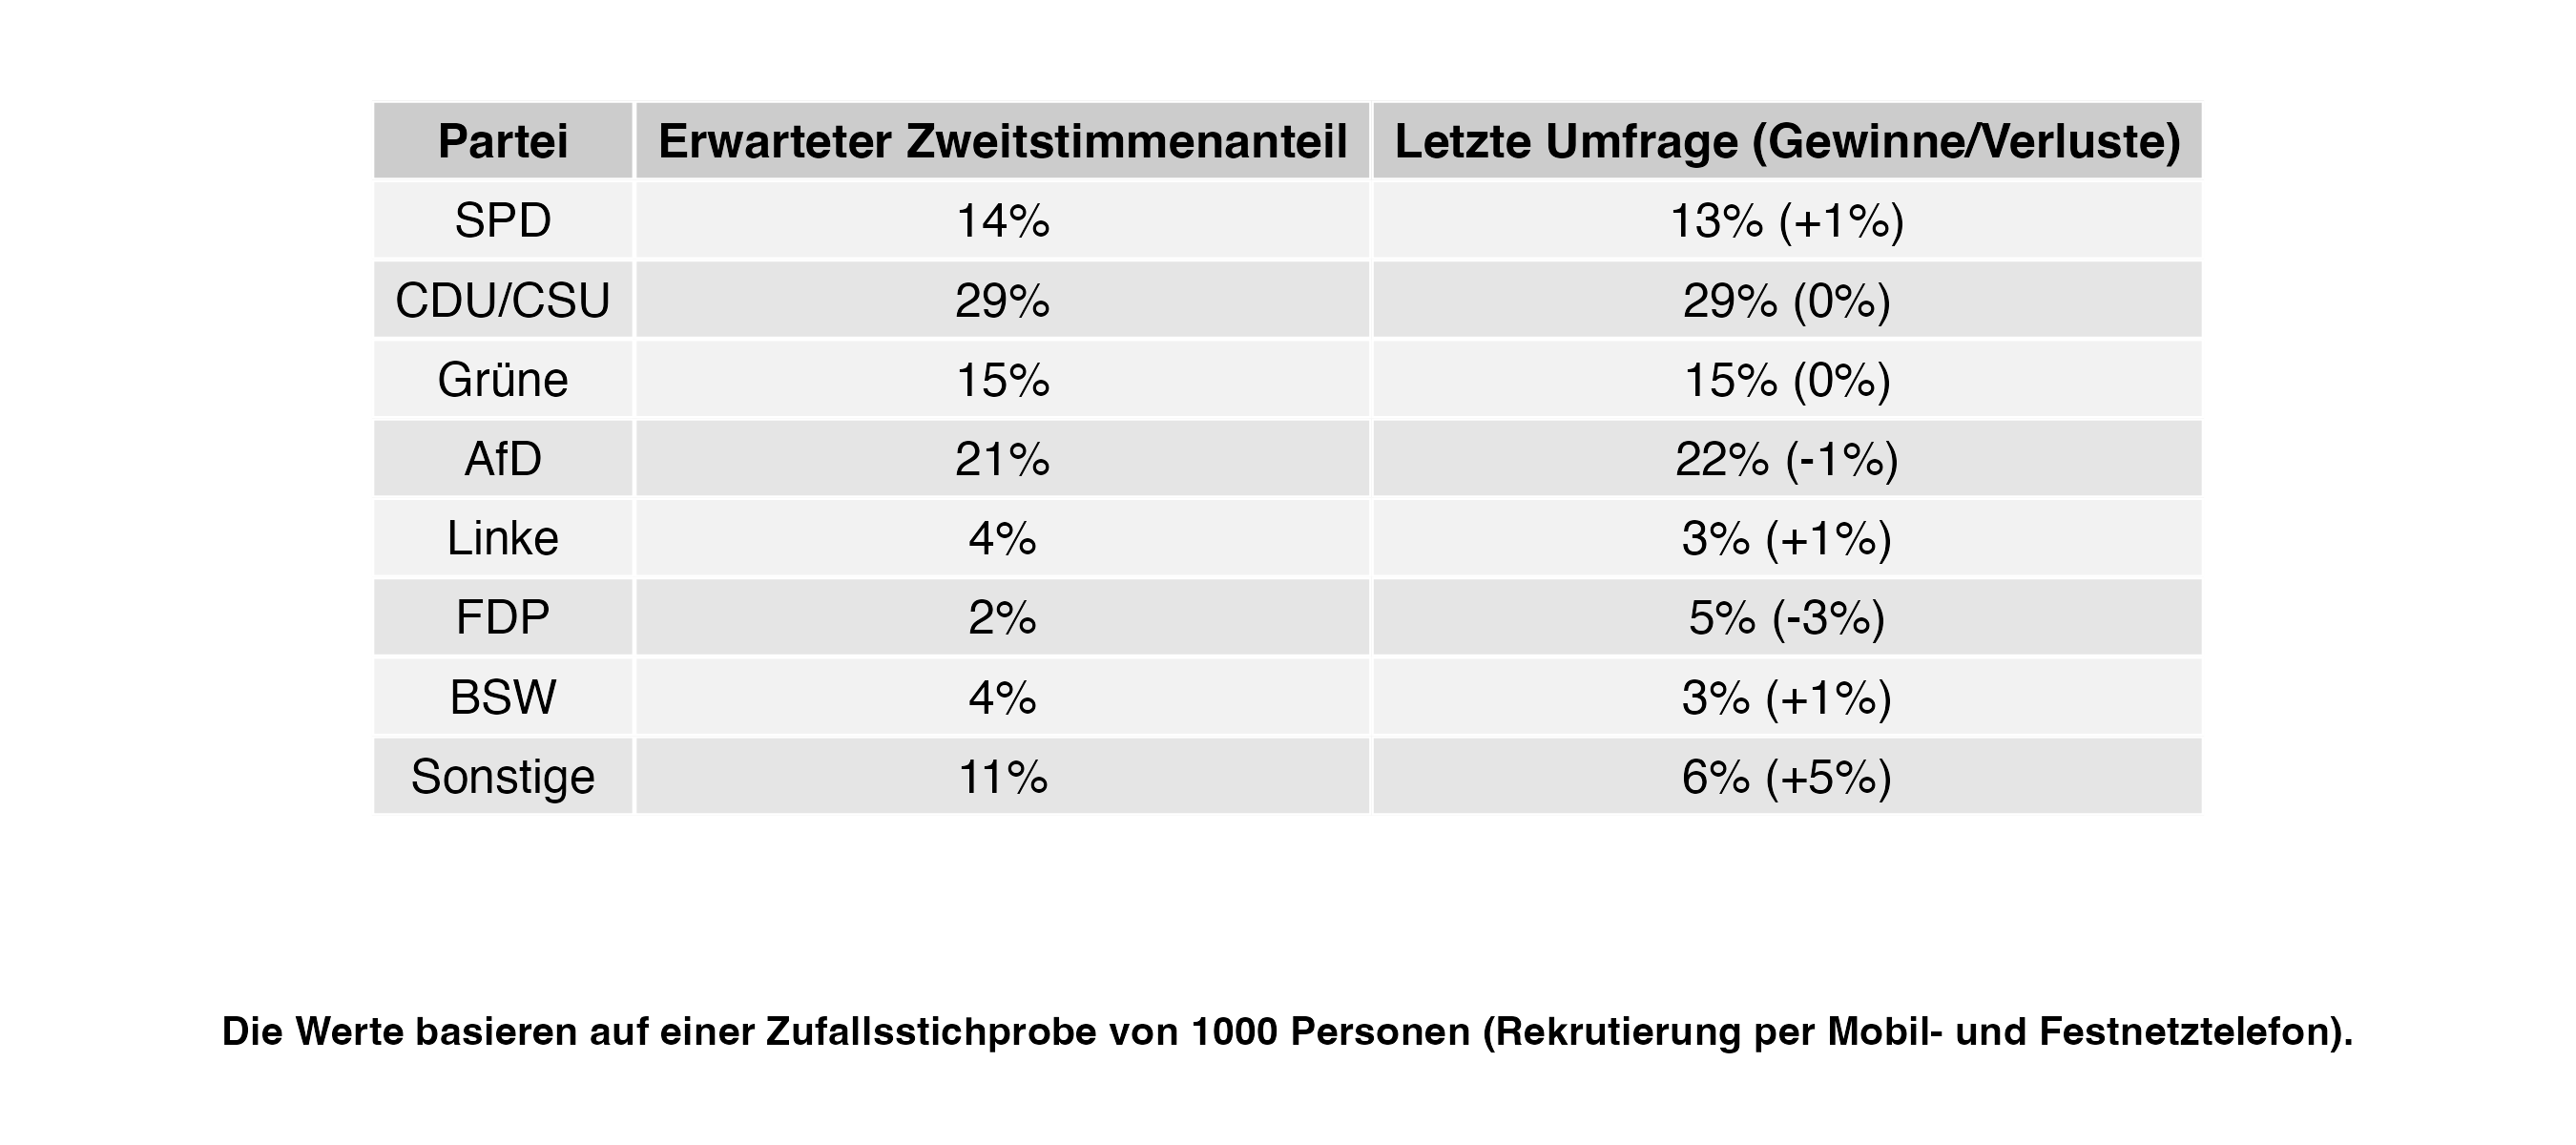 Partei Erwarteter Zweitstimmenanteil Letzte Umfrage (Gewinne/Verluste)
SPD 14% 13% (+1%)
CDU/CSU 29% 29% (0%)
Grüne 15% 15% (0%)
AfD 21% 22% (-1%)
Linke 4% 3% (+1%)
FDP 2% 5% (-3%)
BSW 4% 3% (+1%)
Sonstige 11% 6% (+5%)
Die Werte basieren auf einer Zufallsstichprobe von 1000 Personen (Rekrutierung per Mobil- und Festnetztelefon).